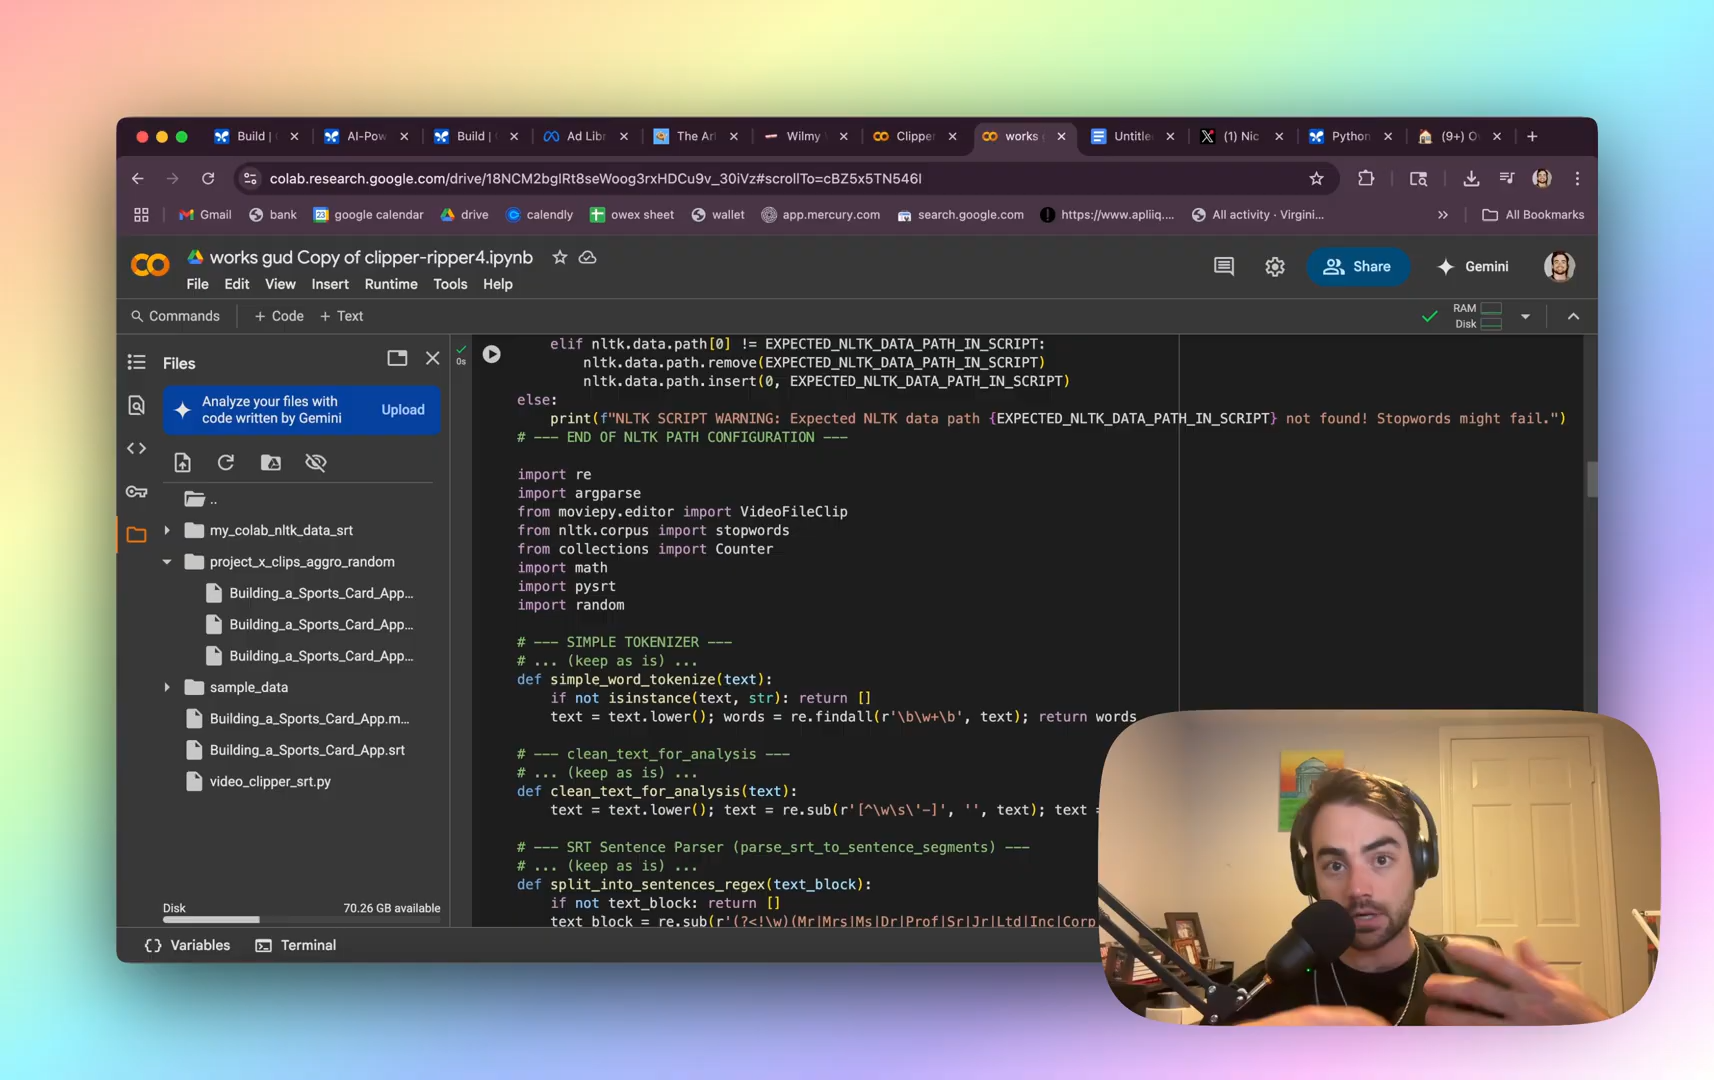 Build |
AI-Pow
Build |
Ad Libr
The Ar
Wilmy
Clipper
works
Untitle
(1) Nic
Python
(9+) O
colab.research.google.com/drive/18NCM2bglRt8seWoog3rxHDCu9v_30iVz#scrollTo=cBZ5x5TN546I
Gmail
bank
google calendar
drive
calendly
owex sheet
wallet
app.mercury.com
search.google.com
https://www.apliiq....
All activity · Virgini...
»
All Bookmarks
works gud Copy of clipper-ripper4.ipynb
File Edit View Insert Runtime Tools Help
Share
Gemini
Commands
+ Code + Text
RAM
Disk
Files
Analyze your files with
code written by Gemini
Upload
..
my_colab_nltk_data_srt
project_x_clips_aggro_random
Building_a_Sports_Card_App...
Building_a_Sports_Card_App...
Building_a_Sports_Card_App...
sample_data
Building_a_Sports_Card_App.m...
Building_a_Sports_Card_App.srt
video_clipper_srt.py
Disk
70.26 GB available
0s
elif nltk.data.path[0] != EXPECTED_NLTK_DATA_PATH_IN_SCRIPT:
nltk.data.path.remove(EXPECTED_NLTK_DATA_PATH_IN_SCRIPT)
nltk.data.path.insert(0, EXPECTED_NLTK_DATA_PATH_IN_SCRIPT)
else:
print(f"NLTK SCRIPT WARNING: Expected NLTK data path {EXPECTED_NLTK_DATA_PATH_IN_SCRIPT} not found! Stopwords might fail.")
# --- END OF NLTK PATH CONFIGURATION ---
import re
import argparse
from moviepy.editor import VideoFileClip
from nltk.corpus import stopwords
from collections import Counter
import math
import pysrt
import random
# --- SIMPLE TOKENIZER ---
# ... (keep as is) ...
def simple_word_tokenize(text):
if not isinstance(text, str): return []
text = text.lower(); words = re.findall(r'\b\w+\b', text); return words
# --- clean_text_for_analysis ---
# ... (keep as is) ...
def clean_text_for_analysis(text):
text = text.lower(); text = re.sub(r'[^\w\s\'-]', '', text); text =
# --- SRT Sentence Parser (parse_srt_to_sentence_segments) ---
# ... (keep as is) ...
def split_into_sentences_regex(text_block):
if not text_block: return []
text_block = re.sub(r'(?<!\w)(Mr|Mrs|Ms|Dr|Prof|Sr|Jr|Ltd|Inc|Corp
{} Variables
Terminal